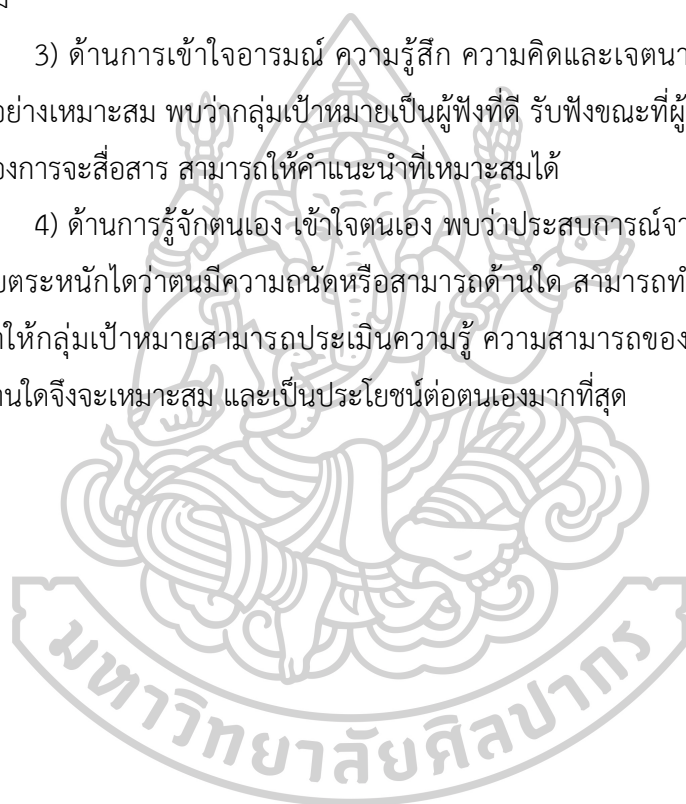 3) ด้านการเข้าใจอารมณ์ ความรู้สึก ความคิดและเจตนา
อย่างเหมาะสม พบว่ากลุ่มเป้าหมายเป็นผู้ฟังที่ดี รับฟังขณะที่ผู้
องการจะสื่อสาร สามารถให้คำแนะนำที่เหมาะสมได้
4) ด้านการรู้จักตนเอง เข้าใจตนเอง พบว่าประสบการณ์จา
บตระหนักไดว่าตนมีความถนัดหรือสามารถด้านใด สามารถทำ
าให้กลุ่มเป้าหมายสามารถประเมินความรู้ ความสามารถของ
านใดจึงจะเหมาะสม และเป็นประโยชน์ต่อตนเองมากที่สุด
มหาวิทยาลัยศิลปากร